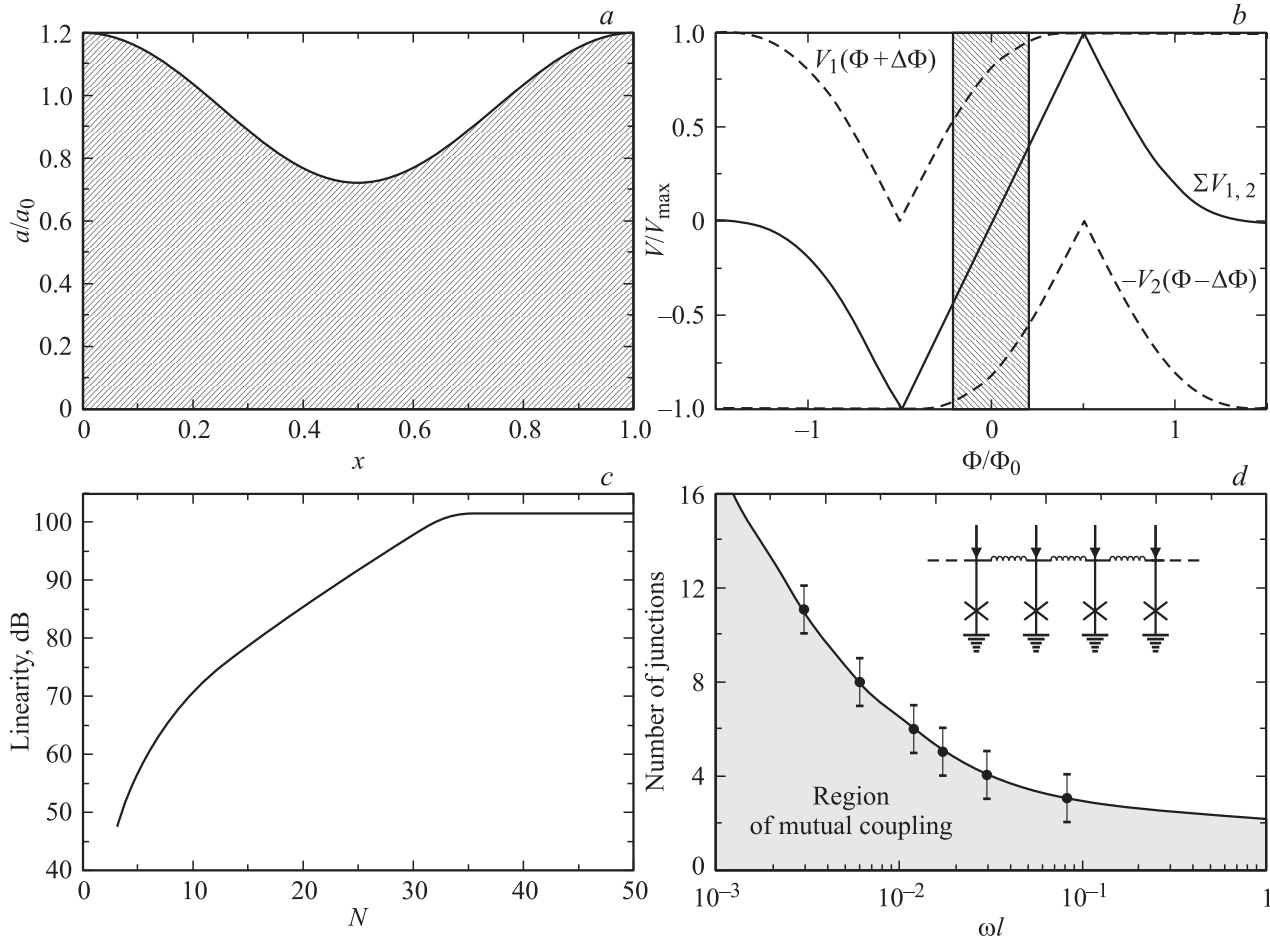 a
1.2
1.0
0.8
0.6
0.4
0.2
0
a/a0
0
0.2
0.4
0.6
0.8
1.0
x
b
1.0
0.5
0
−0.5
−1.0
V/Vmax
V1(Φ+ΔΦ)
ΣV1, 2
−V2(Φ−ΔΦ)
−1
0
1
Φ/Φ0
c
100
90
80
70
60
50
40
Linearity, dB
0
10
20
30
40
50
N
d
16
12
8
4
0
Number of junctions
Region
of mutual coupling
10−3
10−2
10−1
1
ωl